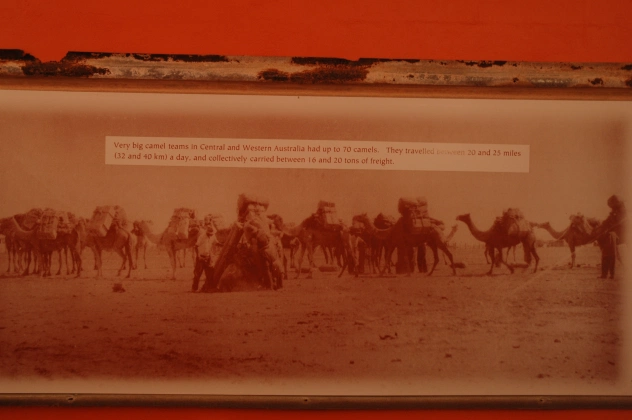 Very big camel teams in Central and Western Australia had up to 70 camels. They travelled between 20 and 25 miles
(32 and 40 km) a day, and collectively carried between 16 and 20 tons of freight.